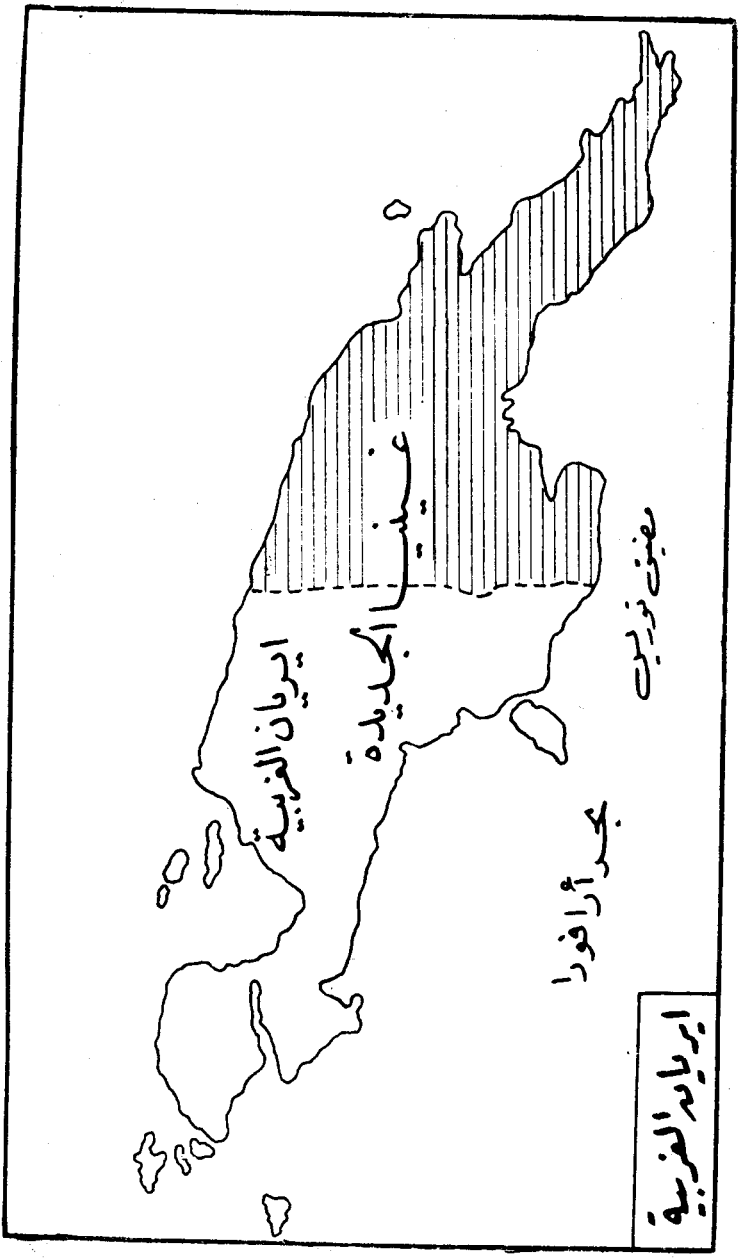 غينيا الجديدة
ايريان الغربية
مضيق توريس
بحر أرافورا
ايريان الغربية